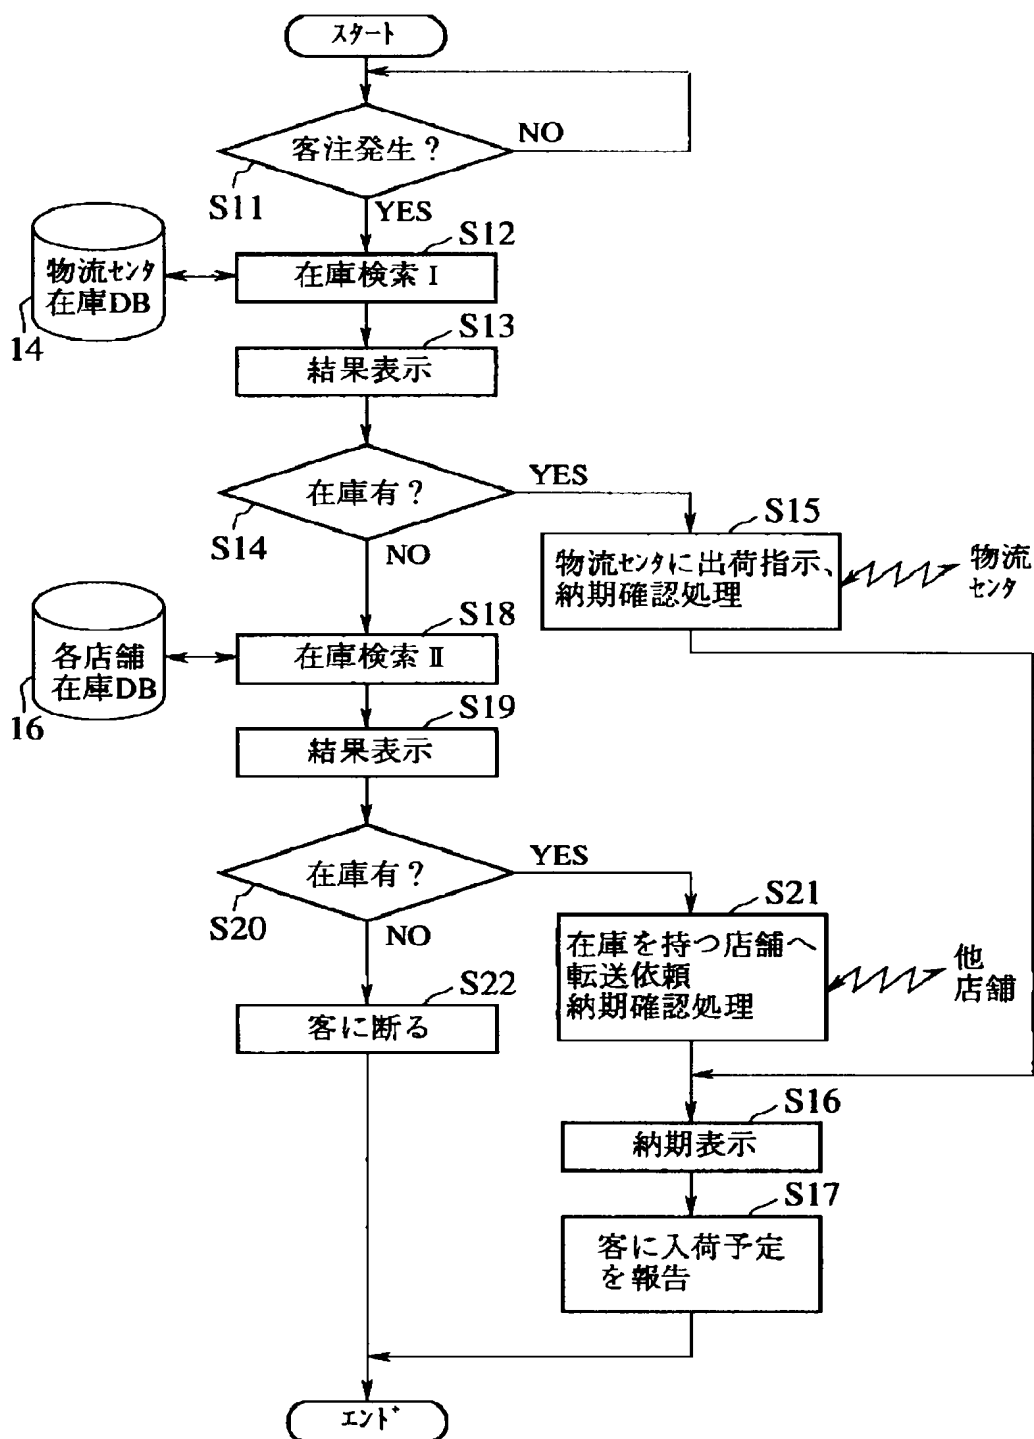 スタート
客注発生？
NO
S11
YES
S12
物流センタ
在庫DB
14
在庫検索 I
S13
結果表示
在庫有？
YES
S14
NO
S15
物流センタに出荷指示、
納期確認処理
物流
センタ
S18
各店舗
在庫DB
16
在庫検索 II
S19
結果表示
在庫有？
YES
S20
NO
S21
在庫を持つ店舗へ
転送依頼
納期確認処理
他
店舗
S22
客に断る
S16
納期表示
S17
客に入荷予定
を報告
エンド